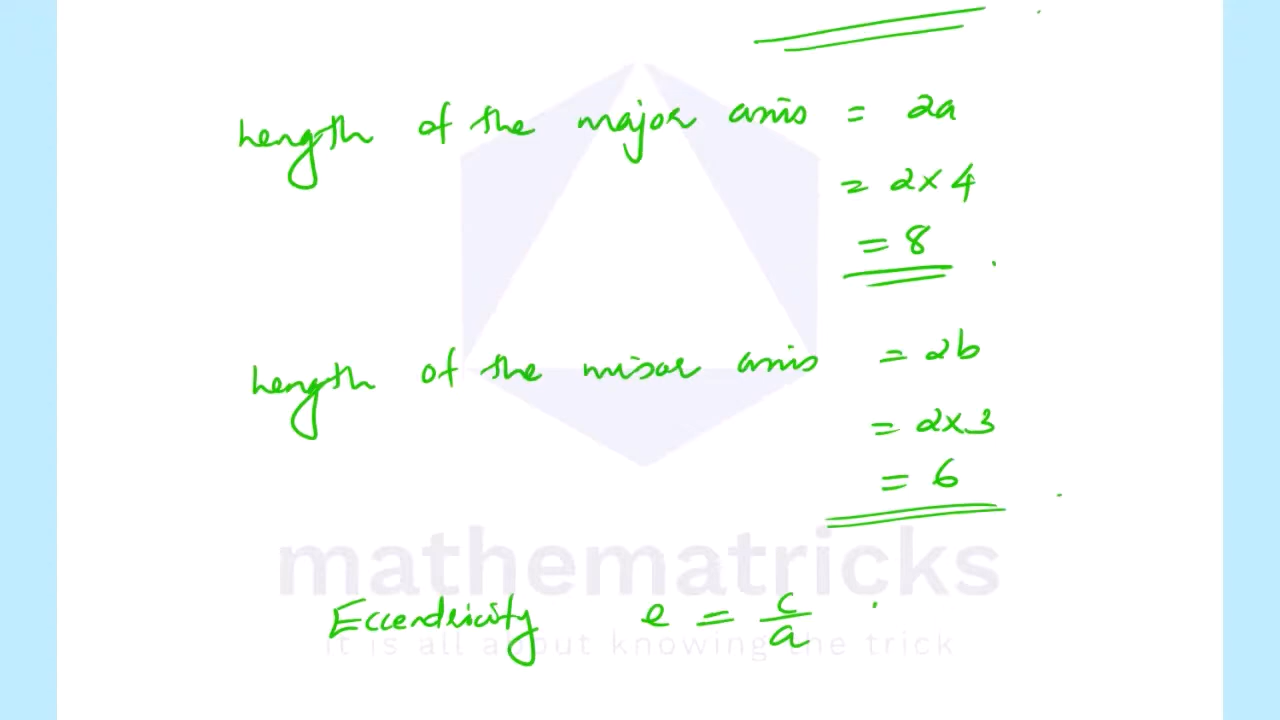 Length of the major axis = 2a
= 2×4
= 8
Length of the minor axis = 2b
= 2×3
= 6
mathematricks
Eccentricity e = c/a
it is all about knowing the trick